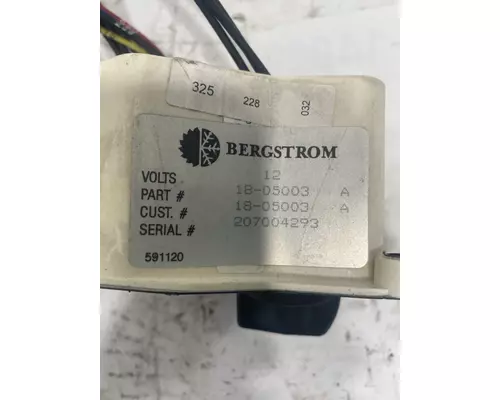 325
228
032
BERGSTROM
VOLTS 12
PART # 18-05003 A
CUST. # 18-05003 A
SERIAL # 207004293
591120